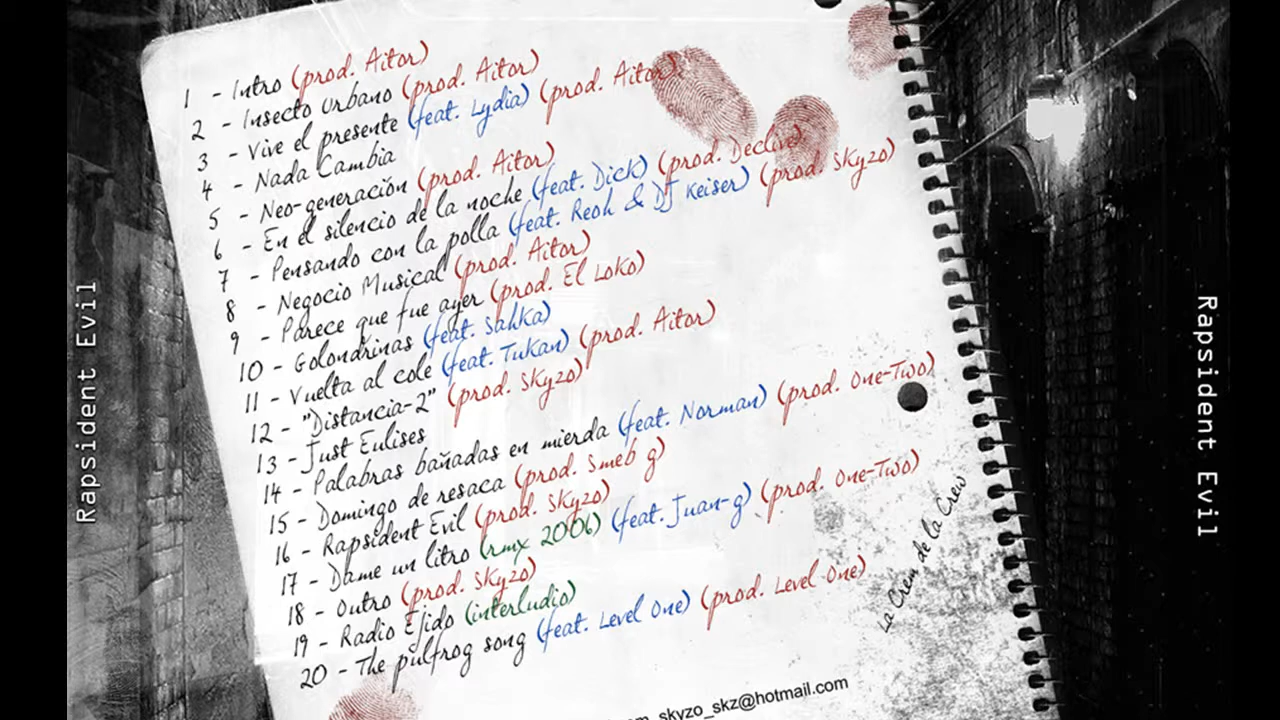 1 - Intro (prod. Aitor)
2 - Insecto urbano (prod. Aitor)
3 - Vive el presente (feat. Lydia) (prod. Aitor)
4 - Nada Cambia
5 - Neo-generación (prod. Aitor)
6 - En el silencio de la noche (feat. Dick) (prod. Declive)
7 - Pensando con la polla (feat. Reoh & DJ Keiser) (prod. Skyzo)
8 - Negocio Musical (prod. Aitor)
9 - Parece que fue ayer (prod. El Loko)
10 - Golondrinas (feat. Sahka)
11 - Vuelta al cole (feat. Tukan) (prod. Aitor)
12 - "Distancia-2" (prod. Skyzo)
13 - Just Eulises
14 - Palabras bañadas en mierda (feat. Norman) (prod. One-Two)
15 - Domingo de resaca (prod. Smeb g)
16 - Rapsident Evil (prod. Skyzo)
17 - Dame un litro (rmx 2006) (feat. Juan-g) (prod. One-Two)
18 - Outro (prod. Skyzo)
19 - Radio Ejido (interludio)
20 - The pulfrog song (feat. Level One) (prod. Level One)
La Crem de la Crew
skyzo_skz@hotmail.com
Rapsident Evil
Rapsident Evil